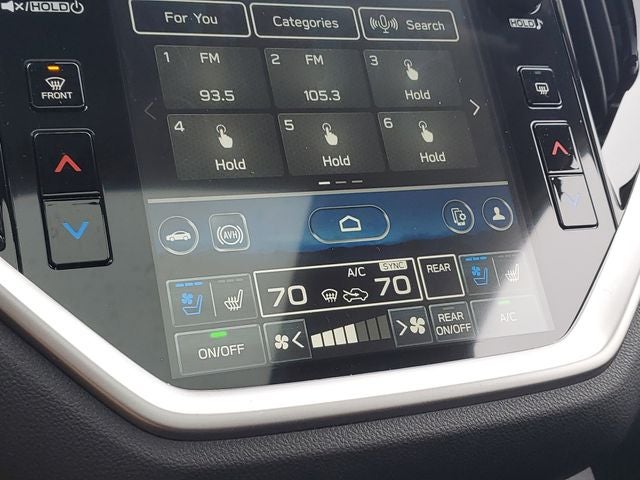 /HOLD
For You
Categories
Search
HOLD
1 FM
93.5
2 FM
105.3
3
Hold
4
Hold
5
Hold
6
Hold
FRONT
AVH
A/C SYNC
70 70
REAR
ON/OFF
REAR
ON/OFF
A/C